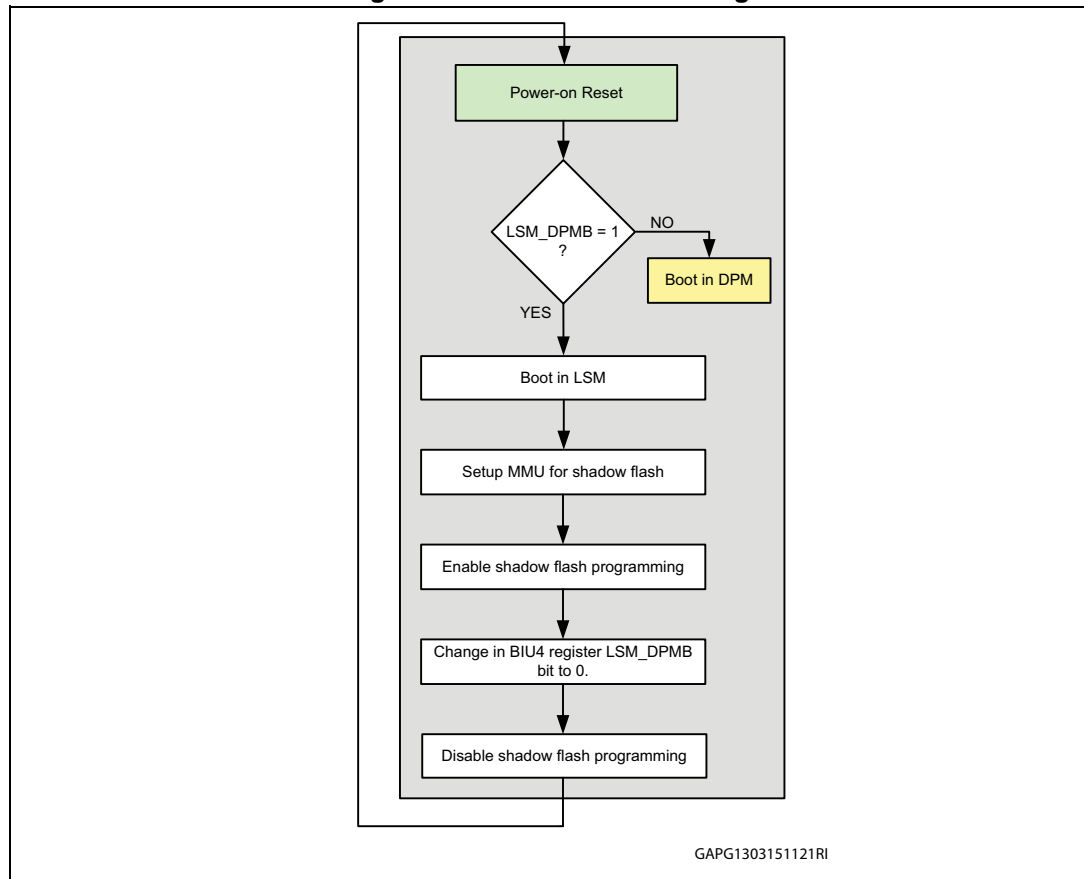 Power-on Reset
LSM_DPMB = 1
?
NO
Boot in DPM
YES
Boot in LSM
Setup MMU for shadow flash
Enable shadow flash programming
Change in BIU4 register LSM_DPMB
bit to 0.
Disable shadow flash programming
GAPG1303151121RI